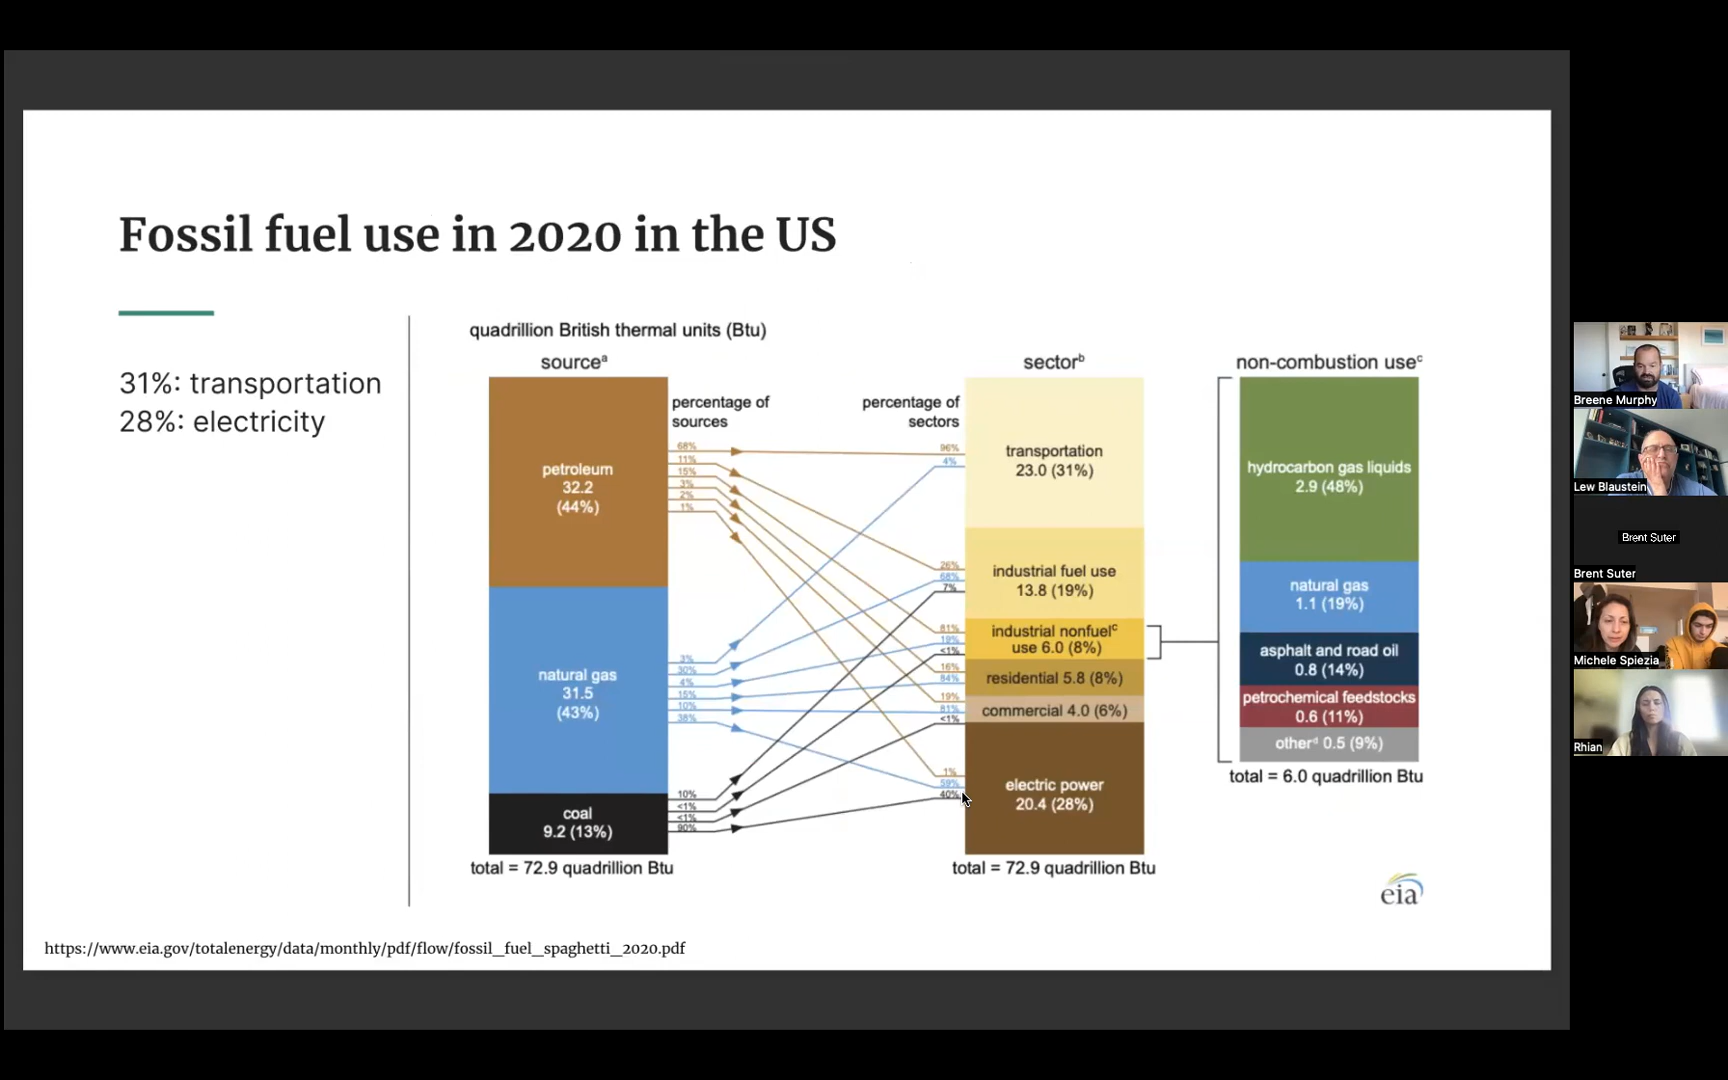 Fossil fuel use in 2020 in the US
31%: transportation
28%: electricity
quadrillion British thermal units (Btu)
sourceᵃ
percentage of
sources
petroleum
32.2
(44%)
68%
11%
15%
3%
2%
1%
natural gas
31.5
(43%)
3%
30%
4%
15%
10%
38%
coal
9.2 (13%)
10%
<1%
<1%
90%
total = 72.9 quadrillion Btu
sectorᵇ
percentage of
sectors
96%
4%
transportation
23.0 (31%)
26%
68%
7%
industrial fuel use
13.8 (19%)
81%
19%
<1%
industrial nonfuelᶜ
use 6.0 (8%)
16%
84%
residential 5.8 (8%)
19%
81%
<1%
commercial 4.0 (6%)
1%
59%
40%
electric power
20.4 (28%)
total = 72.9 quadrillion Btu
non-combustion useᶜ
hydrocarbon gas liquids
2.9 (48%)
natural gas
1.1 (19%)
asphalt and road oil
0.8 (14%)
petrochemical feedstocks
0.6 (11%)
otherᵈ 0.5 (9%)
total = 6.0 quadrillion Btu
eia
https://www.eia.gov/totalenergy/data/monthly/pdf/flow/fossil_fuel_spaghetti_2020.pdf
Breene Murphy
Lew Blaustein
Brent Suter
Brent Suter
Michele Spiezia
Rhian